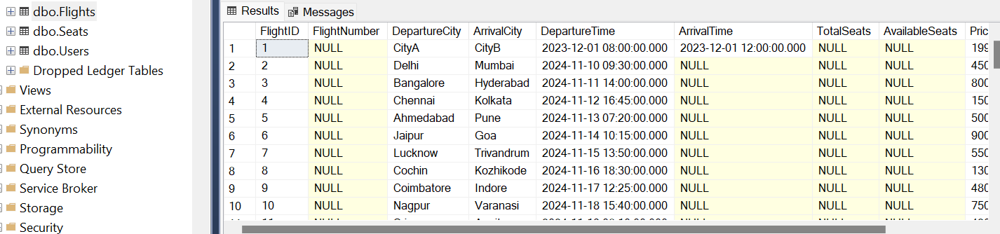 dbo.Flights
dbo.Seats
dbo.Users
Dropped Ledger Tables
Views
External Resources
Synonyms
Programmability
Query Store
Service Broker
Storage
Security
Results Messages
FlightID FlightNumber DepartureCity ArrivalCity DepartureTime ArrivalTime TotalSeats AvailableSeats Pric
1 1 NULL CityA CityB 2023-12-01 08:00:00.000 2023-12-01 12:00:00.000 NULL NULL 199
2 2 NULL Delhi Mumbai 2024-11-10 09:30:00.000 NULL NULL NULL 450
3 3 NULL Bangalore Hyderabad 2024-11-11 14:00:00.000 NULL NULL NULL 800
4 4 NULL Chennai Kolkata 2024-11-12 16:45:00.000 NULL NULL NULL 150
5 5 NULL Ahmedabad Pune 2024-11-13 07:20:00.000 NULL NULL NULL 500
6 6 NULL Jaipur Goa 2024-11-14 10:15:00.000 NULL NULL NULL 900
7 7 NULL Lucknow Trivandrum 2024-11-15 13:50:00.000 NULL NULL NULL 550
8 8 NULL Cochin Kozhikode 2024-11-16 18:30:00.000 NULL NULL NULL 130
9 9 NULL Coimbatore Indore 2024-11-17 12:25:00.000 NULL NULL NULL 480
10 10 NULL Nagpur Varanasi 2024-11-18 15:40:00.000 NULL NULL NULL 750